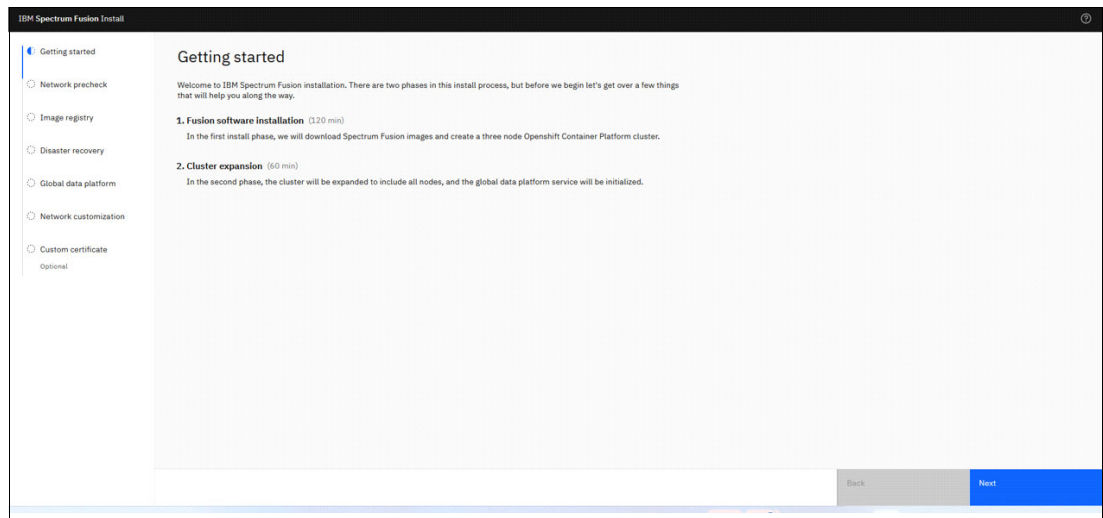 IBM Spectrum Fusion Install
Getting started
Network precheck
Image registry
Disaster recovery
Global data platform
Network customization
Custom certificate
Optional
Getting started
Welcome to IBM Spectrum Fusion installation. There are two phases in this install process, but before we begin let's get over a few things
that will help you along the way.
1. Fusion software installation (120 min)
In the first install phase, we will download Spectrum Fusion images and create a three node Openshift Container Platform cluster.
2. Cluster expansion (60 min)
In the second phase, the cluster will be expanded to include all nodes, and the global data platform service will be initialized.
Back
Next